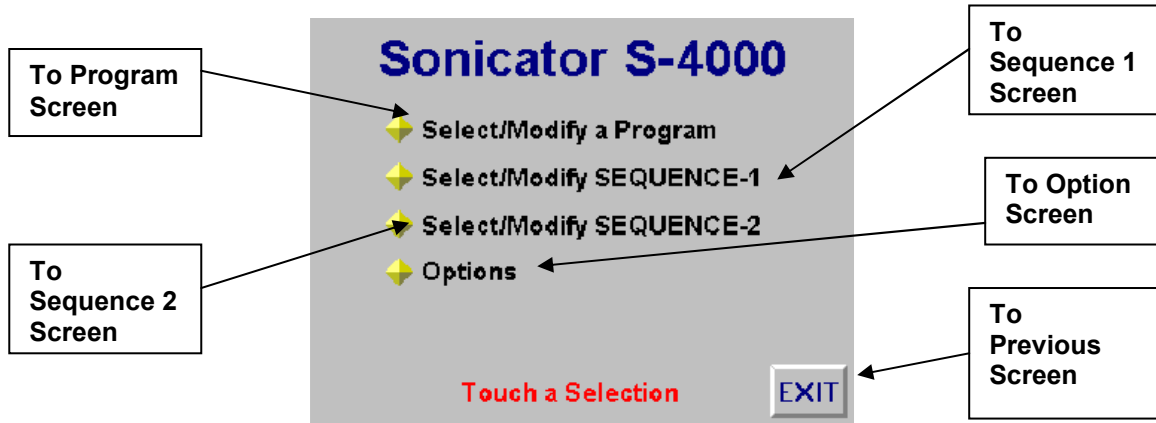 To Program
Screen
To
Sequence 2
Screen
Sonicator S-4000
Select/Modify a Program
Select/Modify SEQUENCE-1
Select/Modify SEQUENCE-2
Options
Touch a Selection
EXIT
To
Sequence 1
Screen
To Option
Screen
To
Previous
Screen